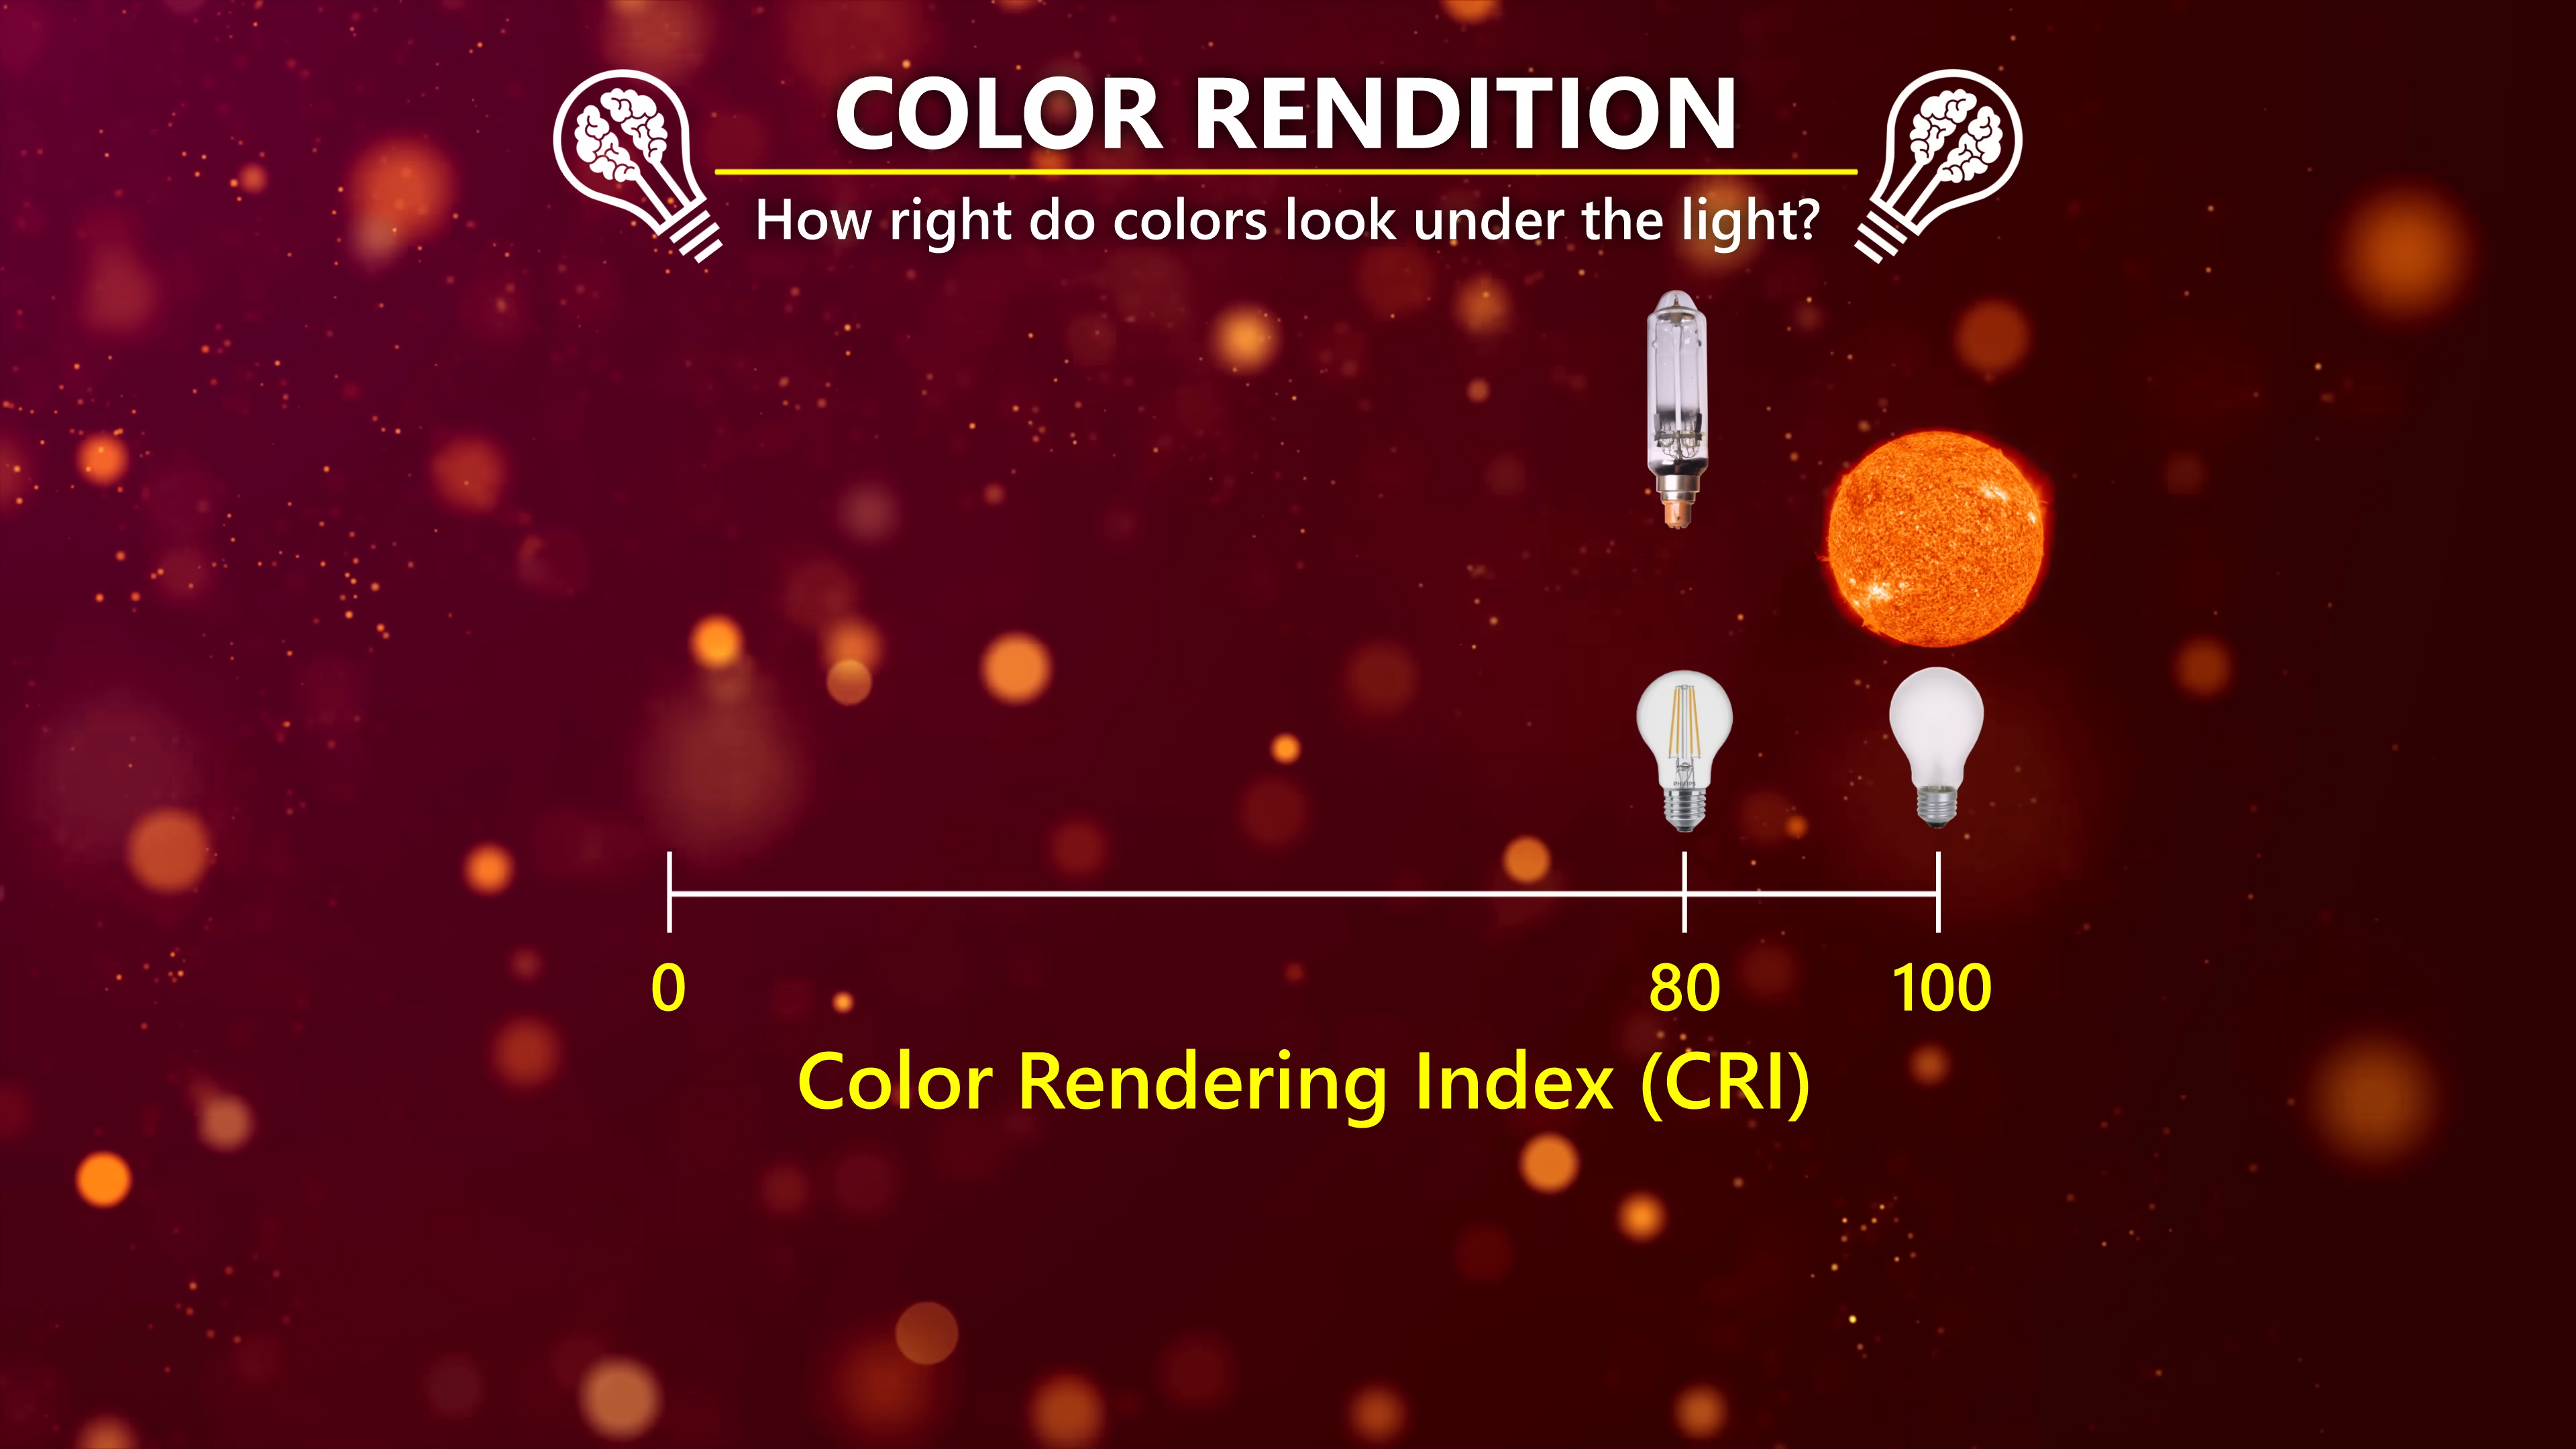 COLOR RENDITION
How right do colors look under the light?
0 80 100
Color Rendering Index (CRI)